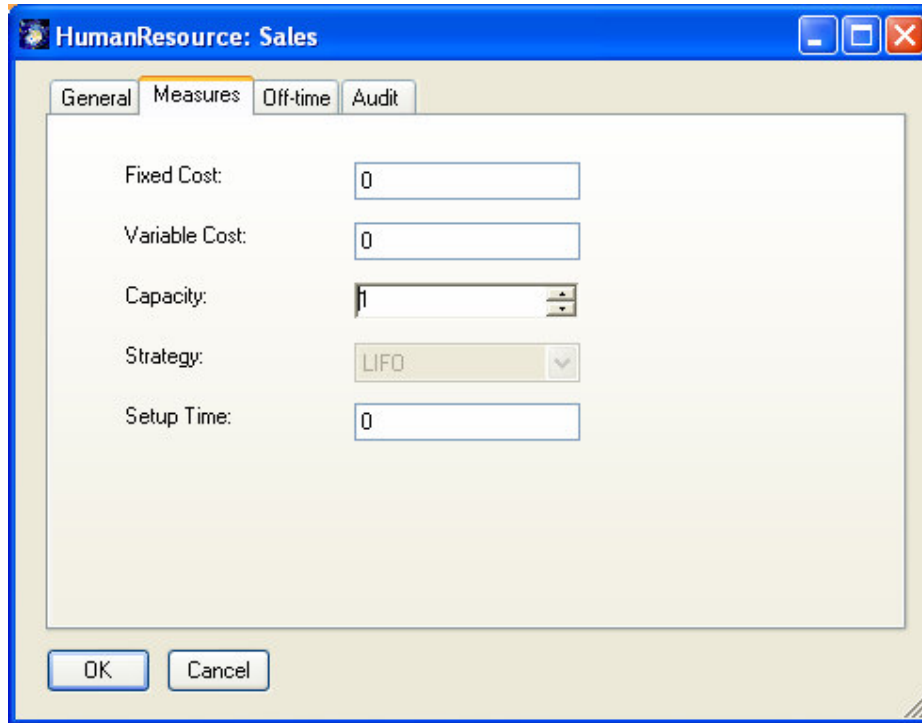 HumanResource: Sales
General Measures Off-time Audit
Fixed Cost: 0
Variable Cost: 0
Capacity: 1
Strategy: LIFO
Setup Time: 0
OK Cancel